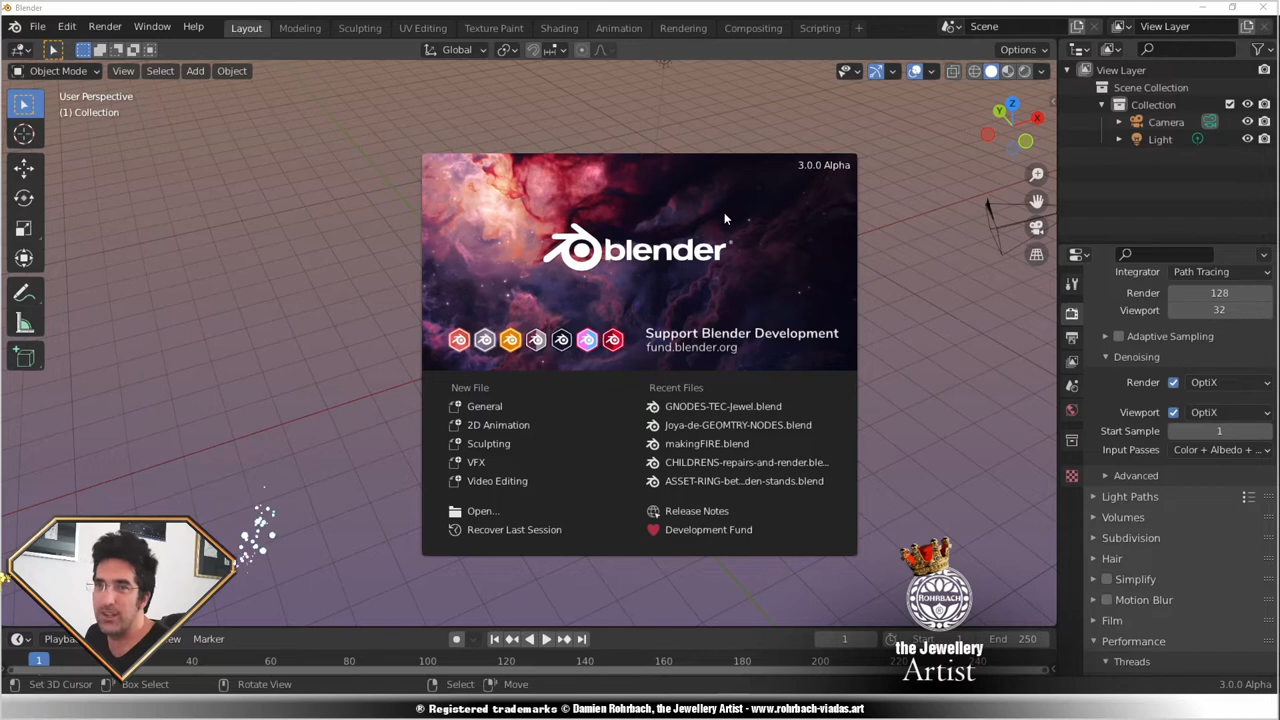 Blender
File Edit Render Window Help
Layout Modeling Sculpting UV Editing Texture Paint Shading Animation Rendering Compositing Scripting +
Scene
View Layer
Global
Options
Object Mode View Select Add Object
User Perspective
(1) Collection
Z
Y
X
View Layer
Scene Collection
Collection
Camera
Light
3.0.0 Alpha
blender
Support Blender Development
fund.blender.org
New File
General
2D Animation
Sculpting
VFX
Video Editing
Open...
Recover Last Session
Recent Files
GNODES-TEC-Jewel.blend
Joya-de-GEOMTRY-NODES.blend
makingFIRE.blend
CHILDRENS-repairs-and-render.ble...
ASSET-RING-bet...den-stands.blend
Release Notes
Development Fund
Integrator Path Tracing
Render 128
Viewport 32
Adaptive Sampling
Denoising
Render OptiX
Viewport OptiX
Start Sample 1
Input Passes Color + Albedo + ...
Advanced
Light Paths
Volumes
Subdivision
Hair
Simplify
Motion Blur
Film
Performance
Threads
ROHRBACH
the Jewellery
Artist
Marker
1 Start 1 End 250
1 40 60 80 100 120 140 160 180 200 220 240
Set 3D Cursor Box Select Rotate View Select Move 3.0.0 Alpha
® Registered trademarks © Damien Rohrbach, the Jewellery Artist - www.rohrbach-viadas.art